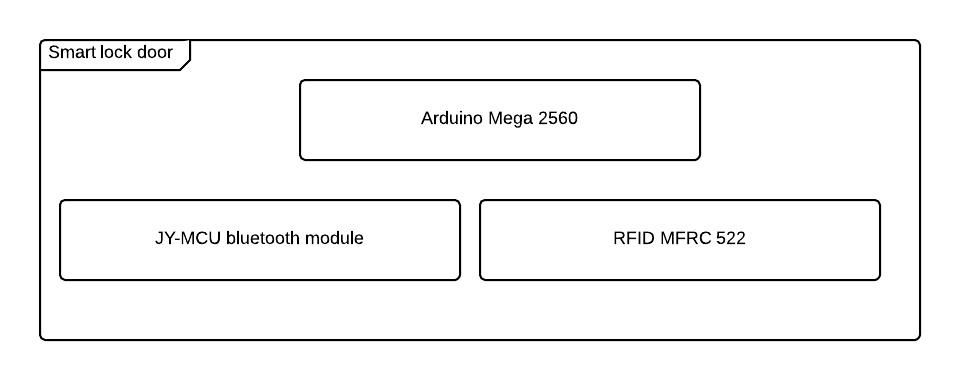 Smart lock door
Arduino Mega 2560
JY-MCU bluetooth module
RFID MFRC 522